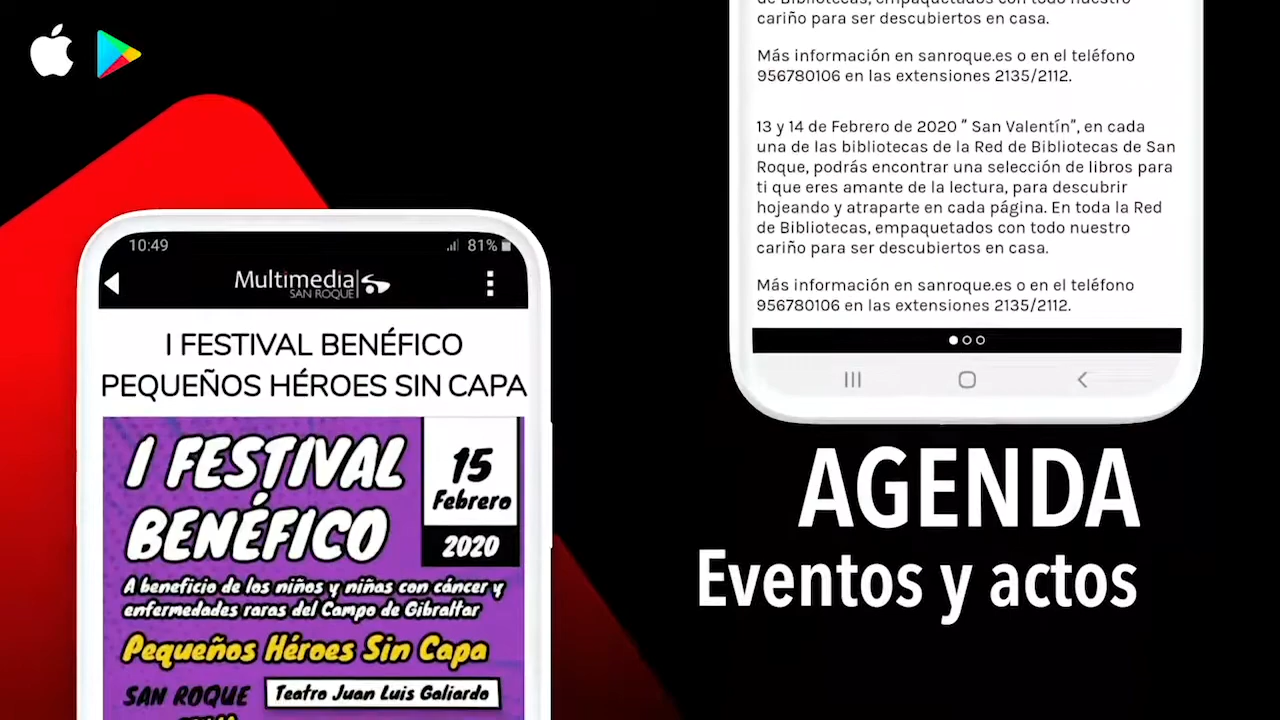 10:49
81%
Multimedia
SAN ROQUE
I FESTIVAL BENÉFICO
PEQUEÑOS HÉROES SIN CAPA
I FESTIVAL
BENÉFICO
15
Febrero
2020
A beneficio de los niños y niñas con cáncer y
enfermedades raras del Campo de Gibraltar
Pequeños Héroes Sin Capa
SAN ROQUE
Teatro Juan Luis Galiardo
de Bibliotecas, empaquetados con todo nuestro
cariño para ser descubiertos en casa.
Más información en sanroque.es o en el teléfono
956780106 en las extensiones 2135/2112.
13 y 14 de Febrero de 2020 " San Valentín", en cada
una de las bibliotecas de la Red de Bibliotecas de San
Roque, podrás encontrar una selección de libros para
ti que eres amante de la lectura, para descubrir
hojeando y atraparte en cada página. En toda la Red
de Bibliotecas, empaquetados con todo nuestro
cariño para ser descubiertos en casa.
Más información en sanroque.es o en el teléfono
956780106 en las extensiones 2135/2112.
AGENDA
Eventos y actos